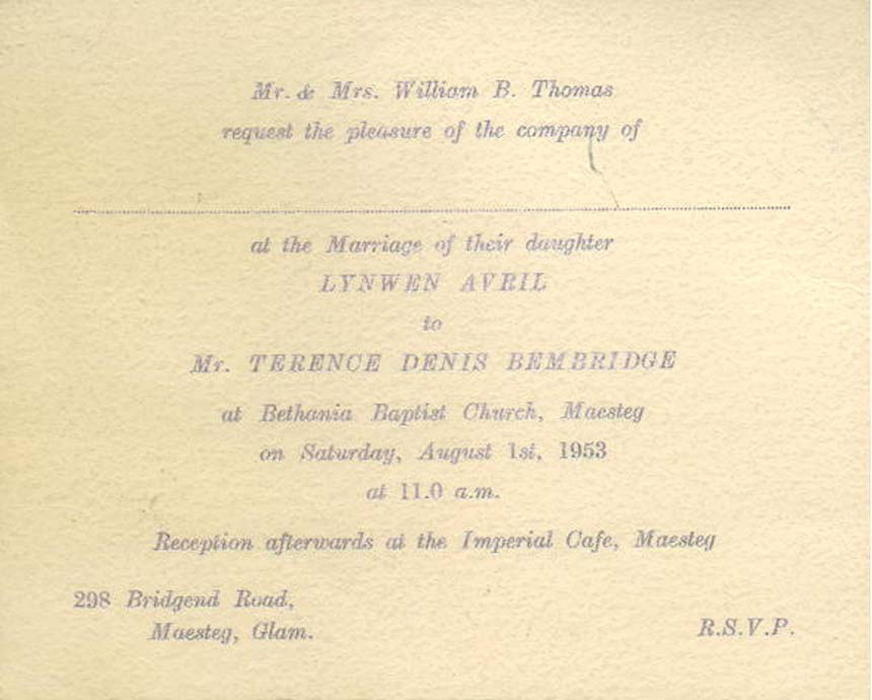 Mr. & Mrs. William B. Thomas
request the pleasure of the company of
at the Marriage of their daughter
LYNWEN AVRIL
to
Mr. TERENCE DENIS BEMBRIDGE
at Bethania Baptist Church, Maesteg
on Saturday, August 1st, 1953
at 11.0 a.m.
Reception afterwards at the Imperial Cafe, Maesteg
298 Bridgend Road,
Maesteg, Glam.
R.S.V.P.